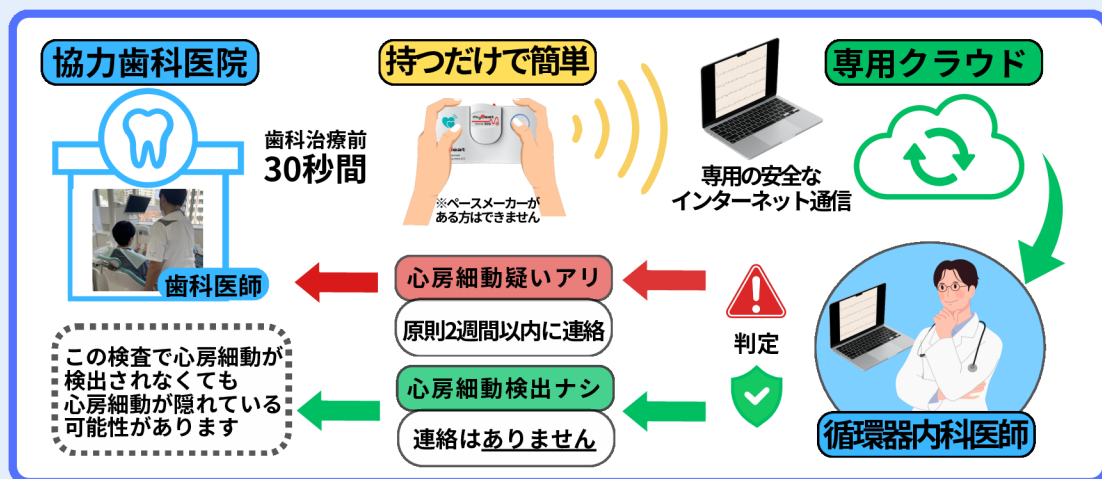 協力歯科医院
歯科治療前
30秒間
持つだけで簡単
myBeat
※ペースメーカーが
ある方はできません
専用の安全な
インターネット通信
専用クラウド
循環器内科医師
判定
心房細動疑いアリ
原則2週間以内に連絡
心房細動検出ナシ
連絡はありません
歯科医師
この検査で心房細動が
検出されなくても
心房細動が隠れている
可能性があります